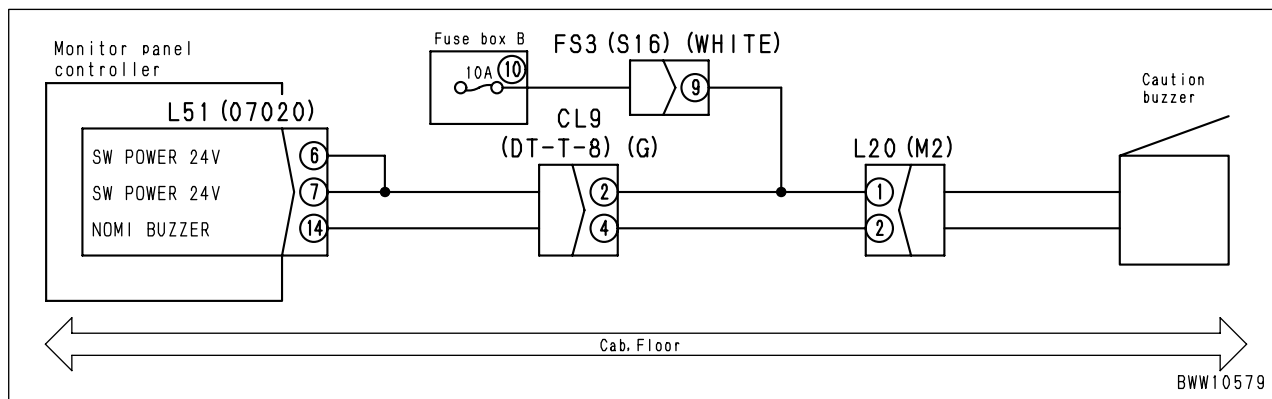 Monitor panel
controller
Fuse box B
10A
10
FS3 (S16) (WHITE)
9
Caution
buzzer
L51 (07020)
CL9
(DT-T-8) (G)
L20 (M2)
SW POWER 24V
6
SW POWER 24V
7
2
1
NOMI BUZZER
14
4
2
Cab, Floor
BWW10579